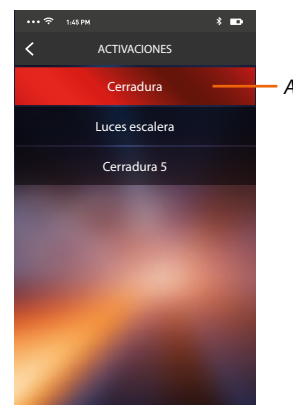 1:45 PM
ACTIVACIONES
Cerradura
A
Luces escalera
Cerradura 5